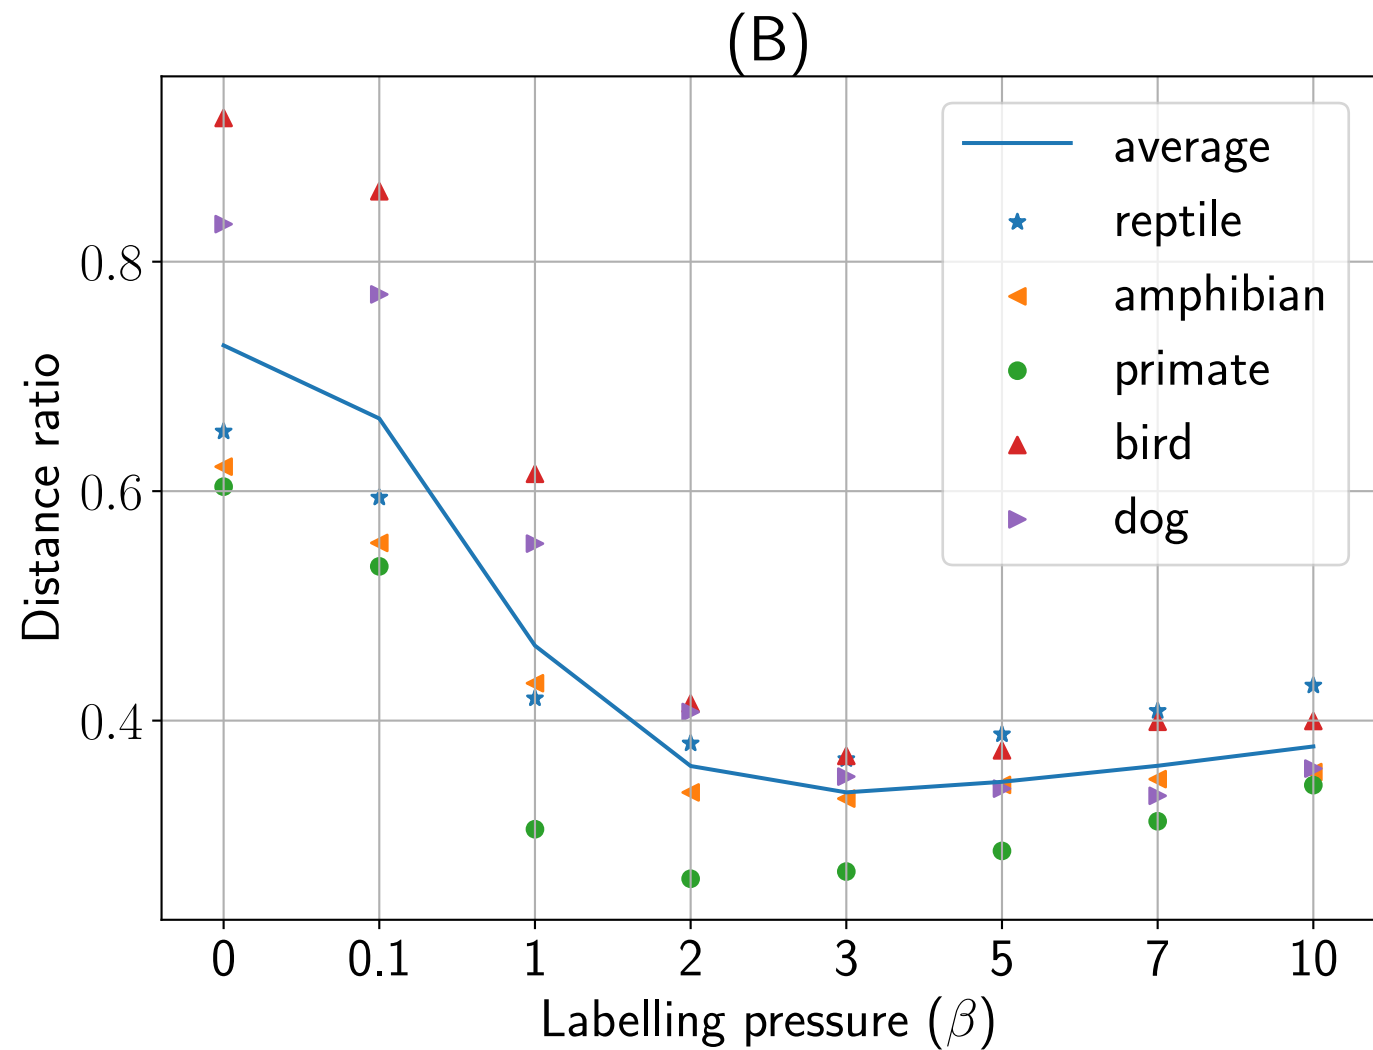 (B)
average
reptile
amphibian
primate
bird
dog
Distance ratio
0.8
0.6
0.4
0 0.1 1 2 3 5 7 10
Labelling pressure (β)